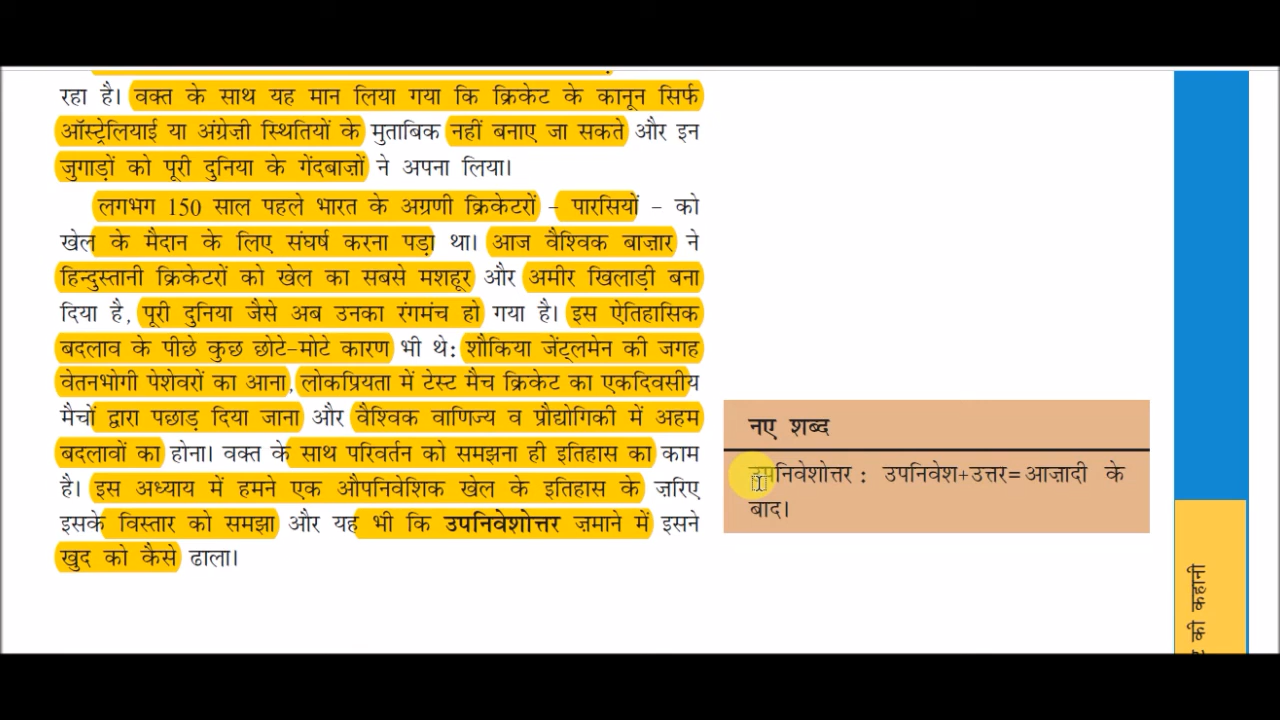 रहा है। वक्त के साथ यह मान लिया गया कि क्रिकेट के कानून सिर्फ
ऑस्ट्रेलियाई या अंग्रेज़ी स्थितियों के मुताबिक नहीं बनाए जा सकते और इन
जुगाड़ों को पूरी दुनिया के गेंदबाज़ों ने अपना लिया।
लगभग 150 साल पहले भारत के अग्रणी क्रिकेटरों – पारसियों – को
खेल के मैदान के लिए संघर्ष करना पड़ा था। आज वैश्विक बाज़ार ने
हिन्दुस्तानी क्रिकेटरों को खेल का सबसे मशहूर और अमीर खिलाड़ी बना
दिया है, पूरी दुनिया जैसे अब उनका रंगमंच हो गया है। इस ऐतिहासिक
बदलाव के पीछे कुछ छोटे-मोटे कारण भी थे: शौकिया जेंट्लमेन की जगह
वेतनभोगी पेशेवरों का आना, लोकप्रियता में टेस्ट मैच क्रिकेट का एकदिवसीय
मैचों द्वारा पछाड़ दिया जाना और वैश्विक वाणिज्य व प्रौद्योगिकी में अहम
बदलावों का होना। वक्त के साथ परिवर्तन को समझना ही इतिहास का काम
है। इस अध्याय में हमने एक औपनिवेशिक खेल के इतिहास के ज़रिए
इसके विस्तार को समझा और यह भी कि उपनिवेशोत्तर ज़माने में इसने
खुद को कैसे ढाला।
नए शब्द
उपनिवेशोत्तर : उपनिवेश+उत्तर=आज़ादी के
बाद।
की कहानी